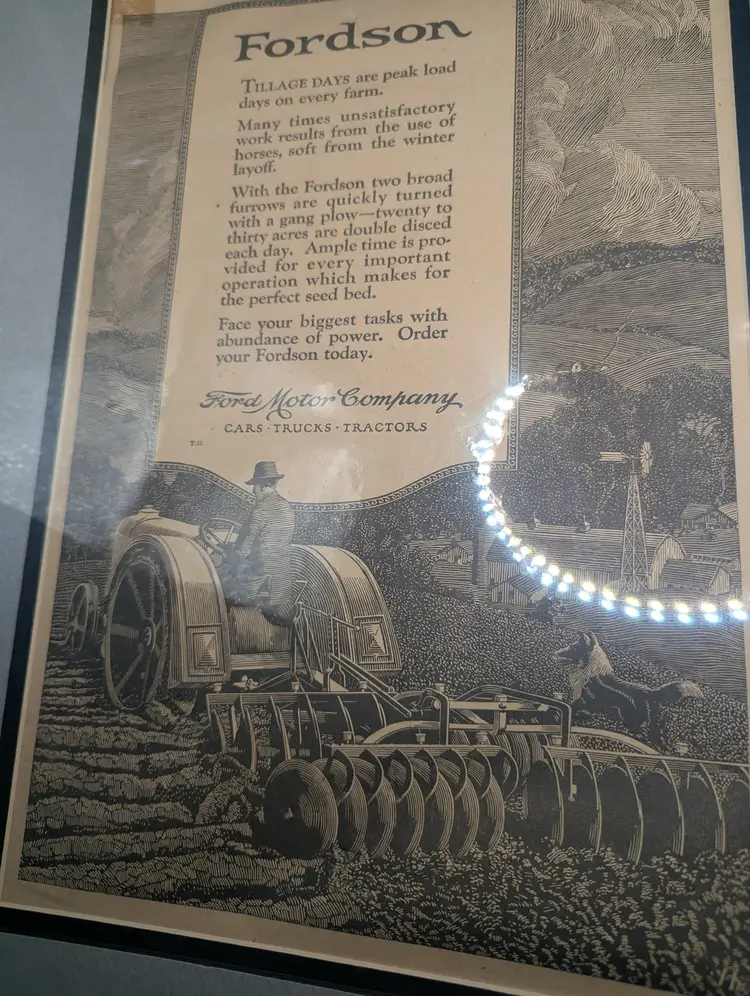 Fordson
TILLAGE DAYS are peak load
days on every farm.
Many times unsatisfactory
work results from the use of
horses, soft from the winter
layoff.
With the Fordson two broad
furrows are quickly turned
with a gang plow—twenty to
thirty acres are double disced
each day. Ample time is pro-
vided for every important
operation which makes for
the perfect seed bed.
Face your biggest tasks with
abundance of power. Order
your Fordson today.
Ford Motor Company
CARS · TRUCKS · TRACTORS